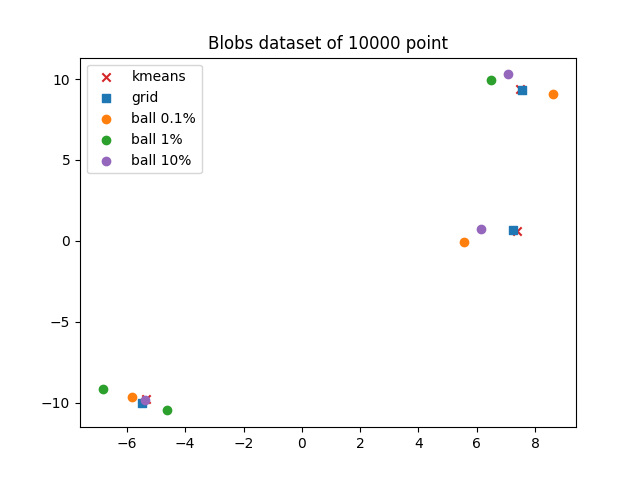 Blobs dataset of 10000 point
kmeans
grid
ball 0.1%
ball 1%
ball 10%
10
5
0
−5
−10
−6 −4 −2 0 2 4 6 8